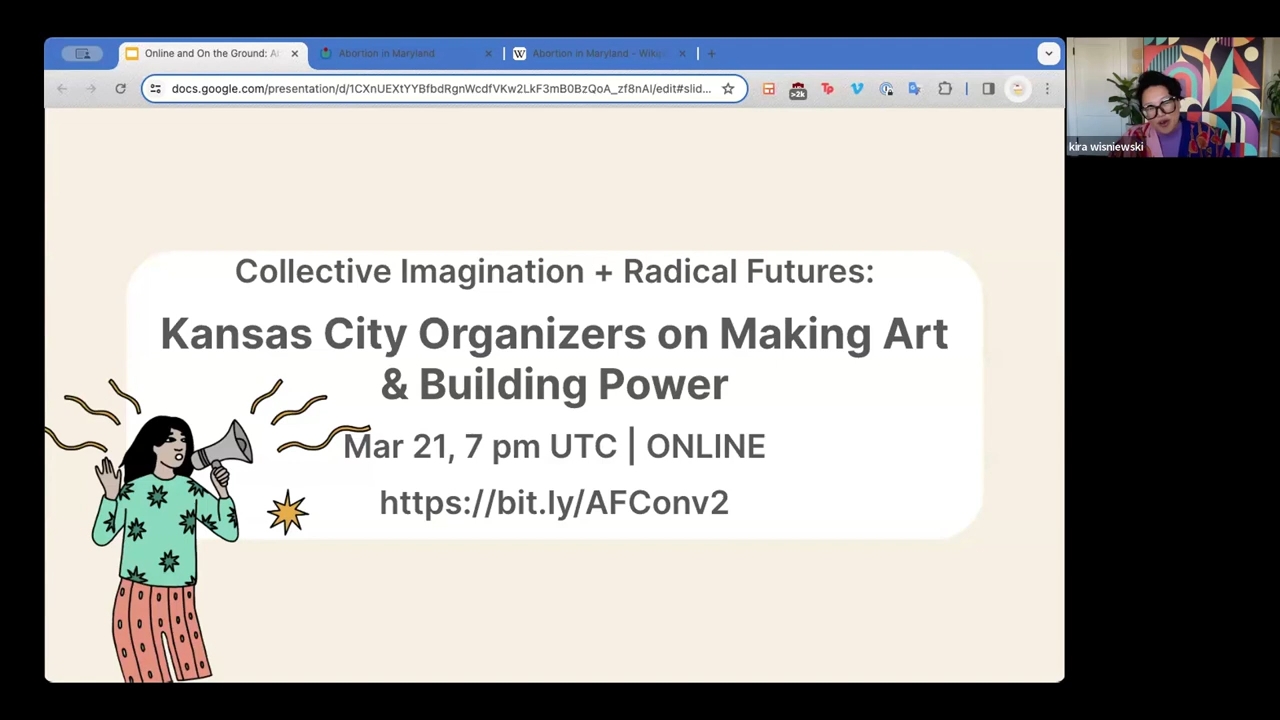 Online and On the Ground: A
Abortion in Maryland
W
Abortion in Maryland - Wiki
docs.google.com/presentation/d/1CXnUEXtYYBfbdRgnWcdfVKw2LkF3mB0BzQoA_zf8nAI/edit#slid...
>2k
Tp
kira wisniewski
Collective Imagination + Radical Futures:
Kansas City Organizers on Making Art
& Building Power
Mar 21, 7 pm UTC | ONLINE
https://bit.ly/AFConv2